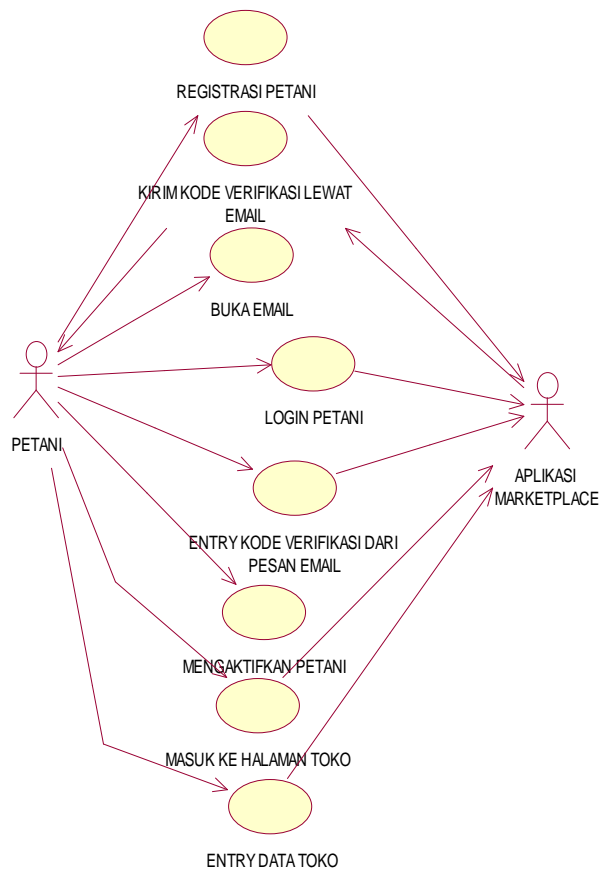 REGISTRASI PETANI
KIRIM KODE VERIFIKASI LEWAT
EMAIL
BUKA EMAIL
LOGIN PETANI
PETANI
APLIKASI
MARKETPLACE
ENTRY KODE VERIFIKASI DARI
PESAN EMAIL
MENGAKTIFKAN PETANI
MASUK KE HALAMAN TOKO
ENTRY DATA TOKO